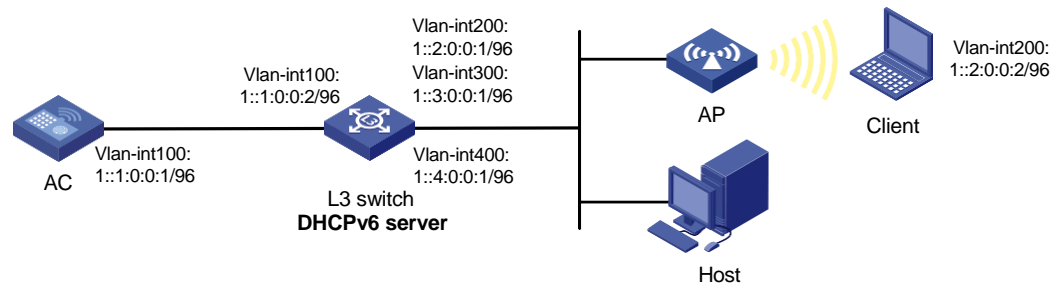 Vlan-int200:
1::2:0:0:1/96
Vlan-int300:
1::3:0:0:1/96
Vlan-int100:
1::1:0:0:2/96
Vlan-int200:
1::2:0:0:2/96
L3
AP
Client
Vlan-int100:
1::1:0:0:1/96
AC
Vlan-int400:
1::4:0:0:1/96
L3 switch
DHCPv6 server
Host